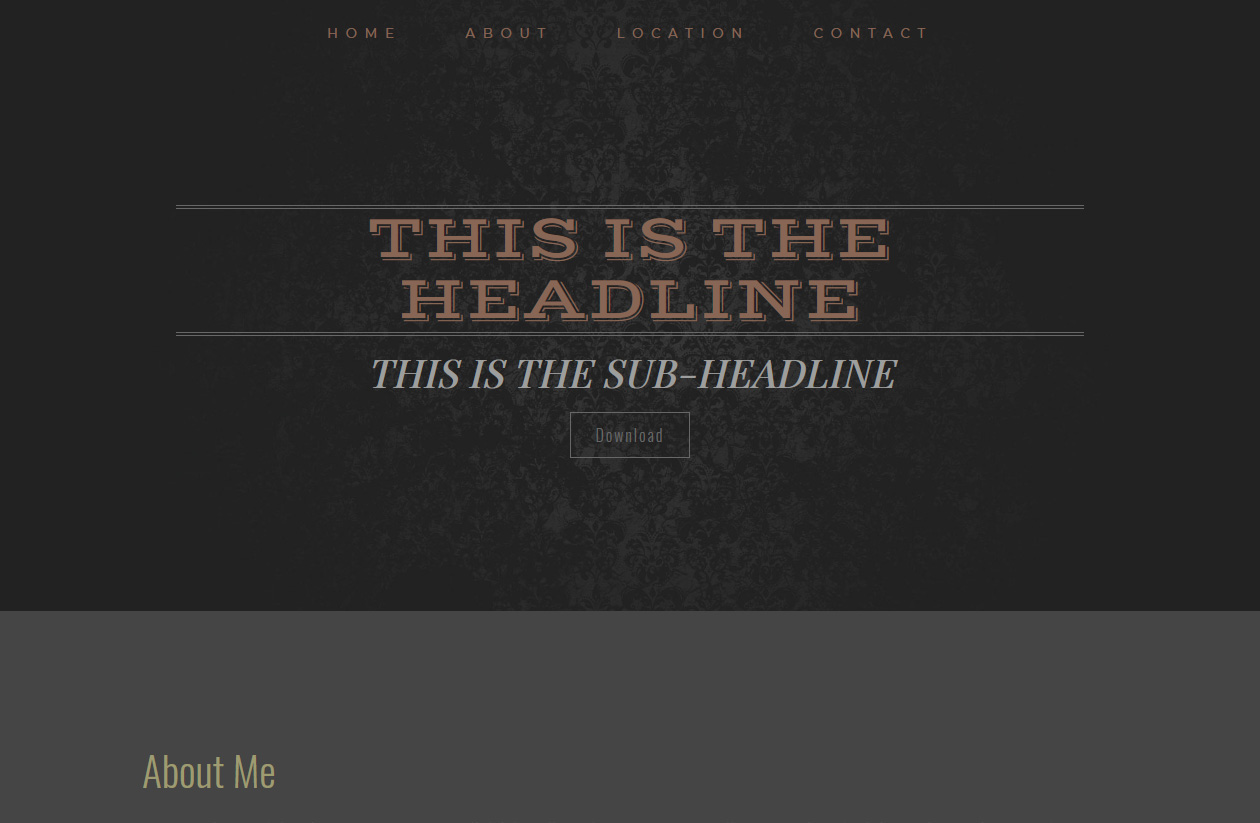 HOME ABOUT LOCATION CONTACT
THIS IS THE
HEADLINE
THIS IS THE SUB-HEADLINE
Download
About Me